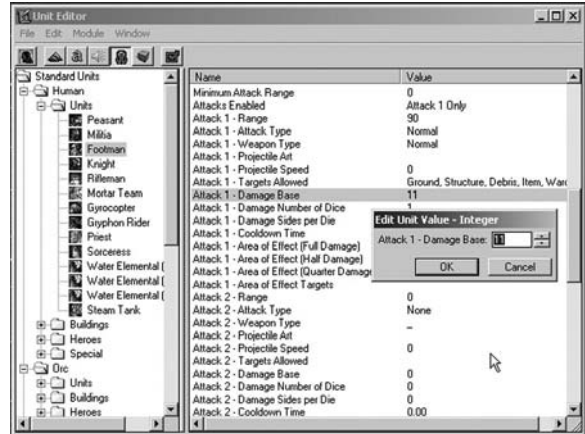 Unit Editor
File Edit Module Window
Standard Units
Human
Units
Peasant
Militia
Footman
Knight
Rifleman
Mortar Team
Gyrocopter
Gryphon Rider
Priest
Sorceress
Water Elemental (
Water Elemental (
Water Elemental (
Steam Tank
Buildings
Heroes
Special
Orc
Units
Buildings
Heroes
Name Value
Minimum Attack Range 0
Attacks Enabled Attack 1 Only
Attack 1 - Range 90
Attack 1 - Attack Type Normal
Attack 1 - Weapon Type Normal
Attack 1 - Projectile Art
Attack 1 - Projectile Speed 0
Attack 1 - Targets Allowed Ground, Structure, Debris, Item, Ward
Attack 1 - Damage Base 11
Attack 1 - Damage Number of Dice 1
Attack 1 - Damage Sides per Die
Attack 1 - Cooldown Time
Attack 1 - Area of Effect (Full Damage)
Attack 1 - Area of Effect (Half Damage)
Attack 1 - Area of Effect (Quarter Damage
Attack 1 - Area of Effect Targets
Attack 2 - Range 0
Attack 2 - Attack Type None
Attack 2 - Weapon Type _
Attack 2 - Projectile Art
Attack 2 - Projectile Speed 0
Attack 2 - Targets Allowed
Attack 2 - Damage Base 0
Attack 2 - Damage Number of Dice 0
Attack 2 - Damage Sides per Die 0
Attack 2 - Cooldown Time 0.00
Edit Unit Value - Integer
Attack 1 - Damage Base: 11
OK Cancel